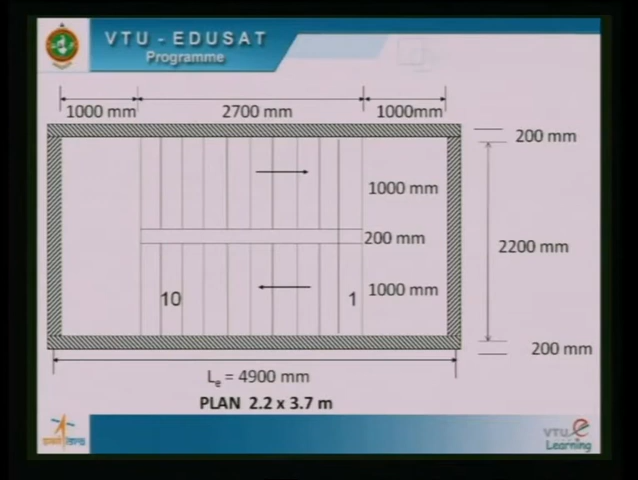 VTU - EDUSAT
Programme
1000 mm
2700 mm
1000mm
200 mm
1000 mm
200 mm
2200 mm
10
1
1000 mm
200 mm
Le = 4900 mm
PLAN 2.2 x 3.7 m
VTU e
Learning